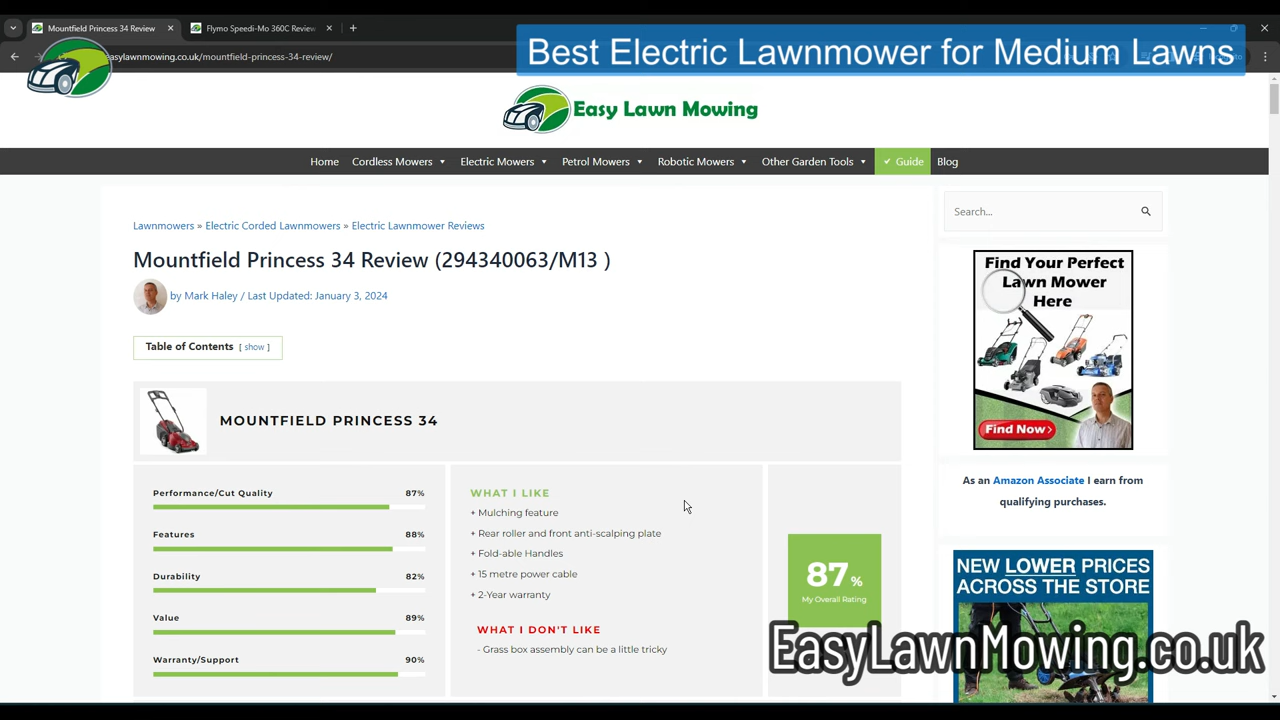 Mountfield Princess 34 Review
Flymo Speedi-Mo 360C Review
Best Electric Lawnmower for Medium Lawns
easylawnmowing.co.uk/mountfield-princess-34-review/
Easy Lawn Mowing
Home
Cordless Mowers
Electric Mowers
Petrol Mowers
Robotic Mowers
Other Garden Tools
✔ Guide
Blog
Lawnmowers » Electric Corded Lawnmowers » Electric Lawnmower Reviews
Mountfield Princess 34 Review (294340063/M13 )
by Mark Haley / Last Updated: January 3, 2024
Table of Contents [ show ]
MOUNTFIELD PRINCESS 34
Performance/Cut Quality 87%
Features 88%
Durability 82%
Value 89%
Warranty/Support 90%
WHAT I LIKE
+ Mulching feature
+ Rear roller and front anti-scalping plate
+ Fold-able Handles
+ 15 metre power cable
+ 2-Year warranty
WHAT I DON'T LIKE
- Grass box assembly can be a little tricky
87 %
My Overall Rating
Search...
Find Your Perfect
Lawn Mower
Here
Find Now>
As an Amazon Associate I earn from
qualifying purchases.
NEW LOWER PRICES
ACROSS THE STORE
EasyLawnMowing.co.uk